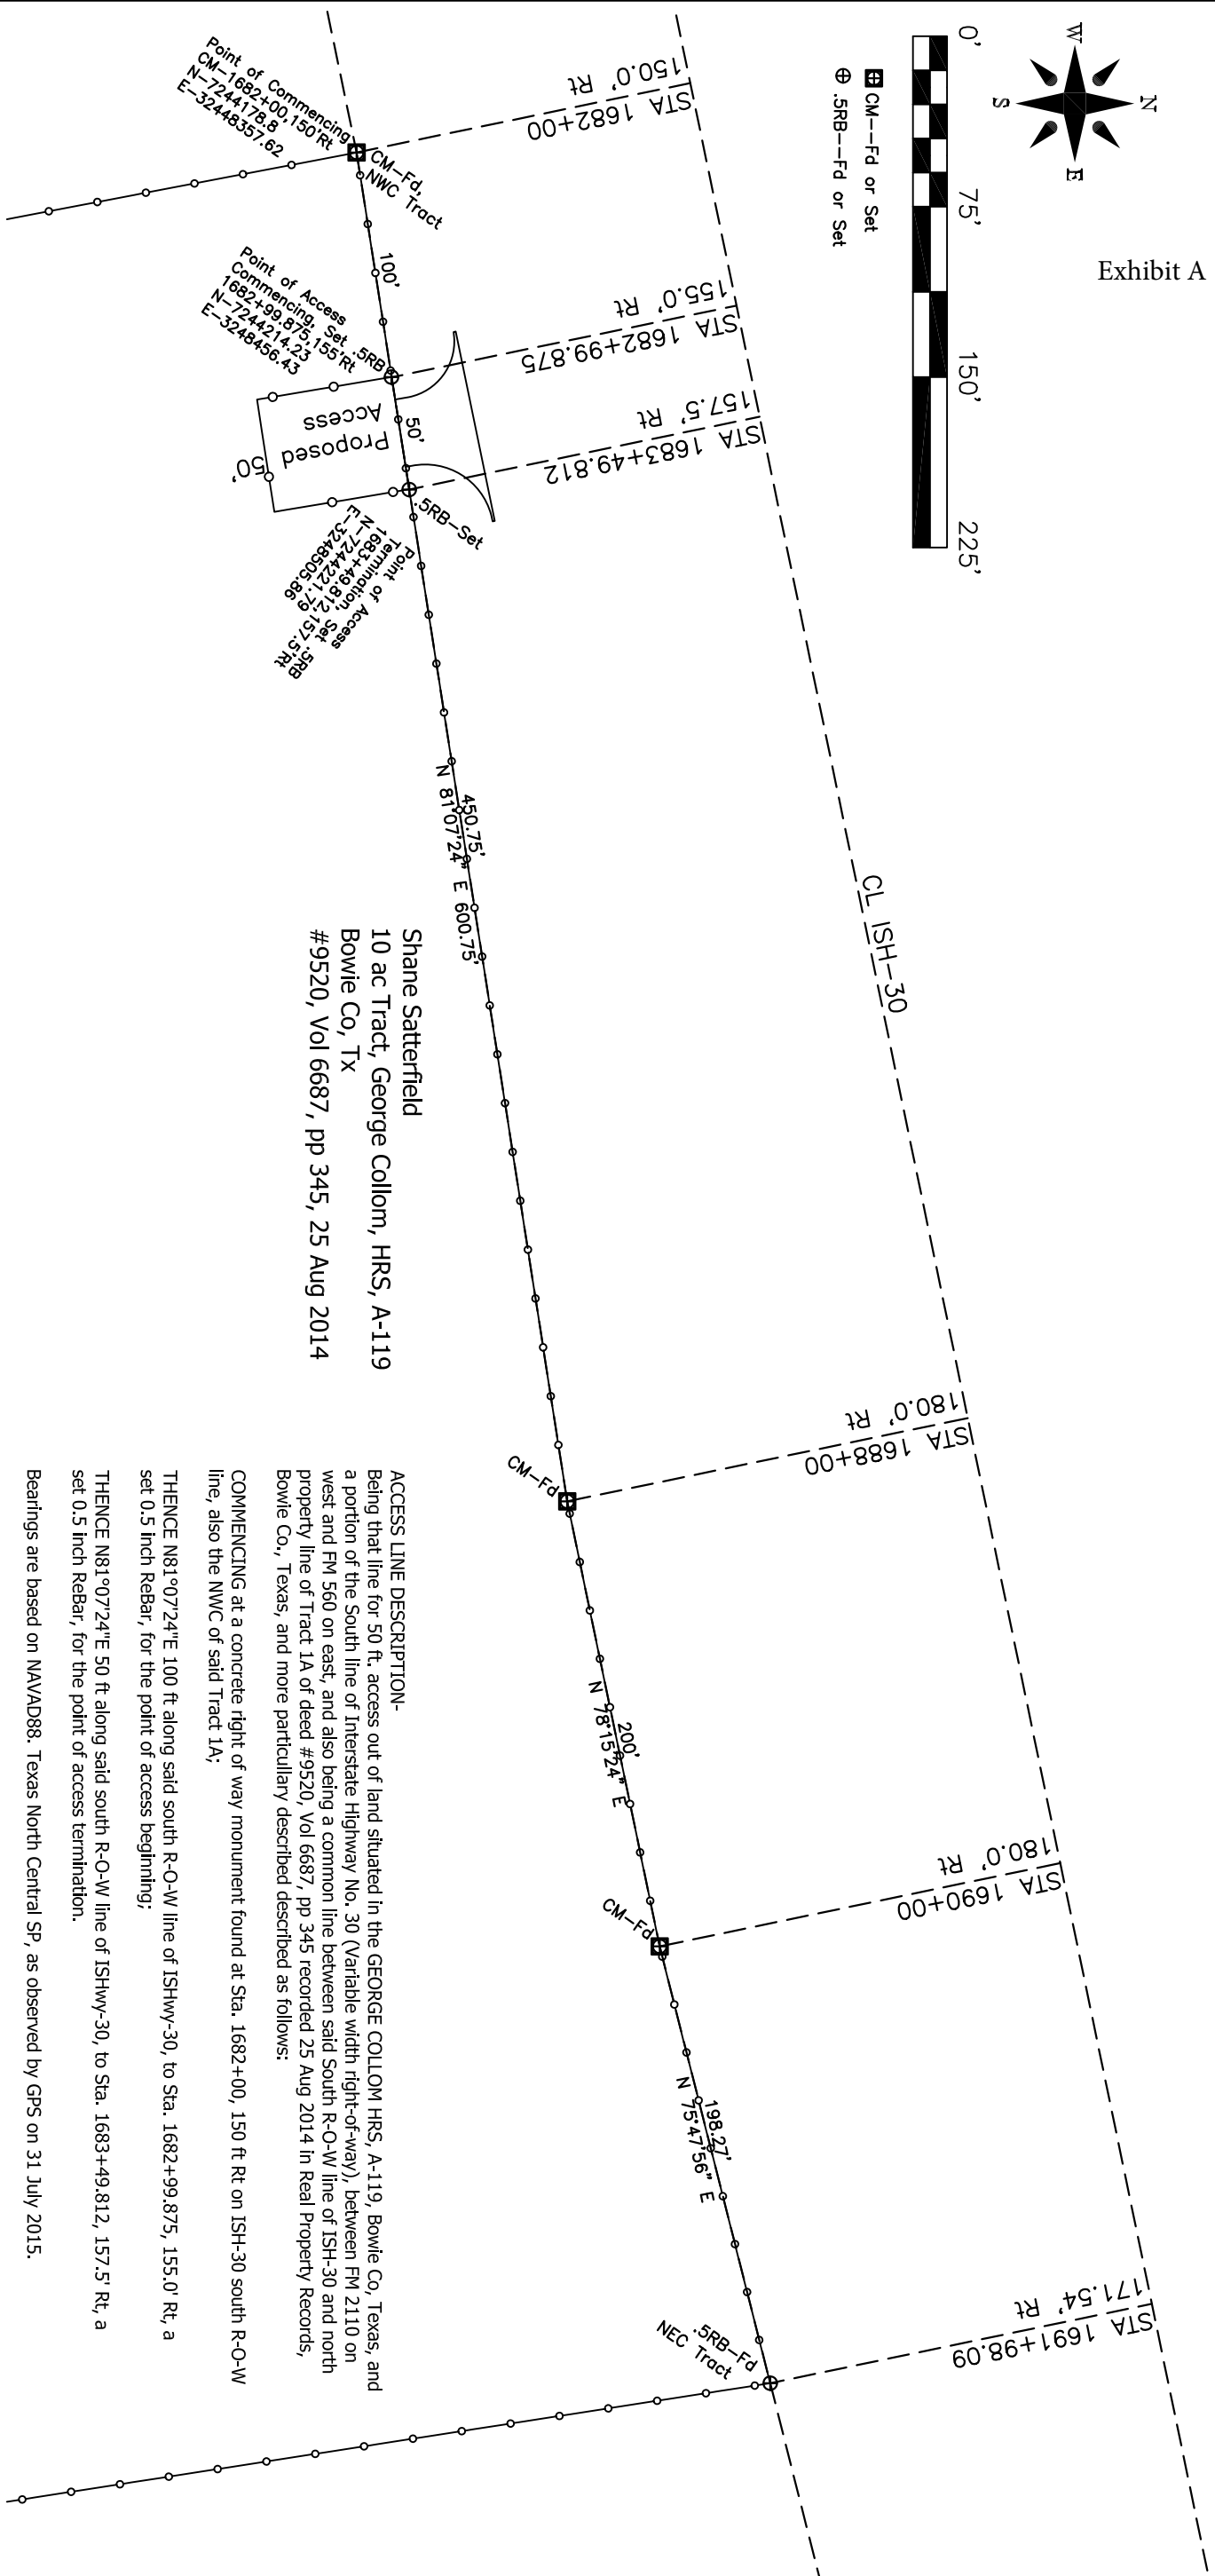 Exhibit A
W
N
S
E
0'
75'
150'
225'
CM--Fd or Set
.5RB--Fd or Set
150.0' Rt
STA 1682+00
155.0' Rt
STA 1682+99.875
157.5' Rt
STA 1683+49.812
CL ISH-30
180.0' Rt
STA 1688+00
180.0' Rt
STA 1690+00
171.54' Rt
STA 1691+98.09
Point of Commencing
CM-1682+00,150'Rt
N-7244178.8
E-32448357.62
CM-Fd,
NWC Tract
100'
Point of Access
Commencing, Set .5RB
1682+99.875,155'Rt
N-7244214.23
E-3248456.43
Proposed
Access
50'
50'
.5RB-Set
Point of Access
Termination, Set .5RB
1683+49.812, 157.5'Rt
N-7244221.79
E-3248505.86
450.75'
N 81°07'24" E 600.75'
CM-Fd
200'
N 78°15'24" E
CM-Fd
198.27'
N 75°47'56" E
.5RB-Fd
NEC Tract
Shane Satterfield
10 ac Tract, George Collom, HRS, A-119
Bowie Co, Tx
#9520, Vol 6687, pp 345, 25 Aug 2014
ACCESS LINE DESCRIPTION-
Being that line for 50 ft. access out of land situated in the GEORGE COLLOM HRS, A-119, Bowie Co, Texas, and
a portion of the South line of Interstate Highway No. 30 (Variable width right-of-way), between FM 2110 on
west and FM 560 on east, and also being a common line between said South R-O-W line of ISH-30 and north
property line of Tract 1A of deed #9520, Vol 6687, pp 345 recorded 25 Aug 2014 in Real Property Records,
Bowie Co., Texas, and more particullary described described as follows:
COMMENCING at a concrete right of way monument found at Sta. 1682+00, 150 ft Rt on ISH-30 south R-O-W
line, also the NWC of said Tract 1A;
THENCE N81°07'24"E 100 ft along said south R-O-W line of ISHwy-30, to Sta. 1682+99.875, 155.0' Rt, a
set 0.5 inch ReBar, for the point of access beginning;
THENCE N81°07'24"E 50 ft along said south R-O-W line of ISHwy-30, to Sta. 1683+49.812, 157.5' Rt, a
set 0.5 inch ReBar, for the point of access termination.
Bearings are based on NAVAD88. Texas North Central SP, as observed by GPS on 31 July 2015.